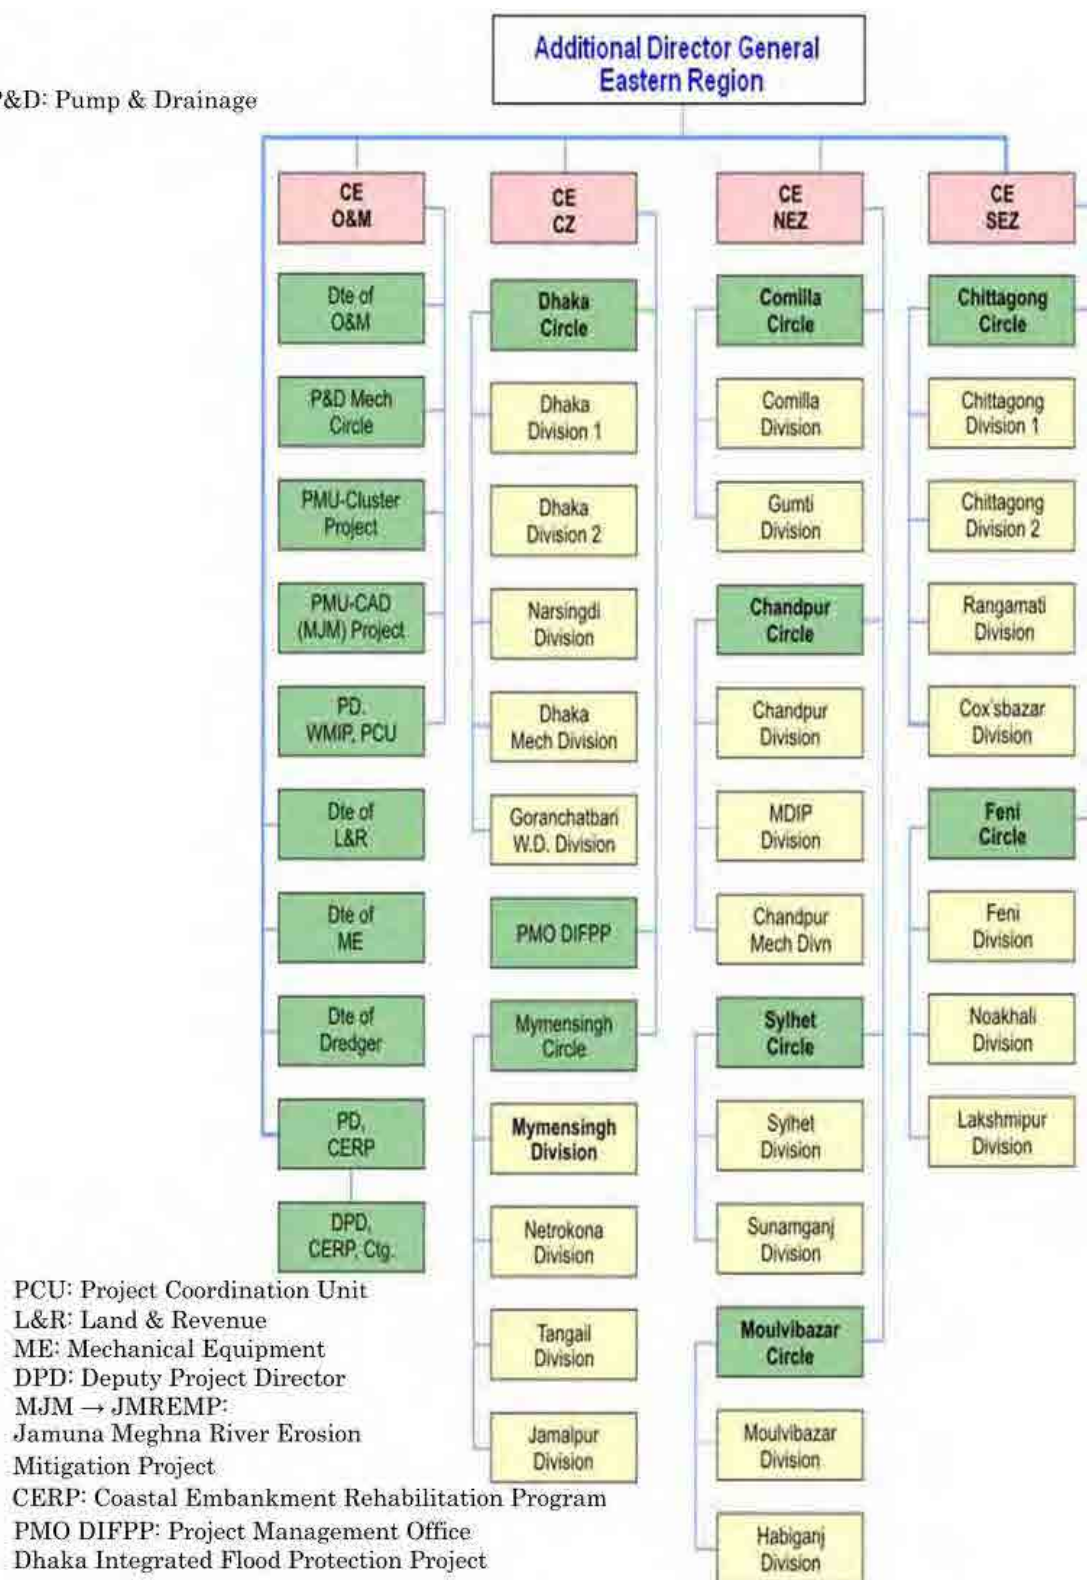 Additional Director General
Eastern Region
P&D: Pump & Drainage
CE
O&M
Dte of
O&M
P&D Mech
Circle
PMU-Cluster
Project
PMU-CAD
(MJM) Project
PD.
WMIP, PCU
Dte of
L&R
Dte of
ME
Dte of
Dredger
PD,
CERP
DPD,
CERP, Ctg.
CE
CZ
Dhaka
Circle
Dhaka
Division 1
Dhaka
Division 2
Narsingdi
Division
Dhaka
Mech Division
Goranchatbari
W.D. Division
PMO DIFPP
Mymensingh
Circle
Mymensingh
Division
Netrokona
Division
Tangail
Division
Jamalpur
Division
CE
NEZ
Comilla
Circle
Comilla
Division
Gumti
Division
Chandpur
Circle
Chandpur
Division
MDIP
Division
Chandpur
Mech Divn
Sylhet
Circle
Sylhet
Division
Sunamganj
Division
Moulvibazar
Circle
Moulvibazar
Division
Habiganj
Division
CE
SEZ
Chittagong
Circle
Chittagong
Division 1
Chittagong
Division 2
Rangamati
Division
Cox'sbazar
Division
Feni
Circle
Feni
Division
Noakhali
Division
Lakshmipur
Division
PCU: Project Coordination Unit
L&R: Land & Revenue
ME: Mechanical Equipment
DPD: Deputy Project Director
MJM → JMREMP:
Jamuna Meghna River Erosion
Mitigation Project
CERP: Coastal Embankment Rehabilitation Program
PMO DIFPP: Project Management Office
Dhaka Integrated Flood Protection Project